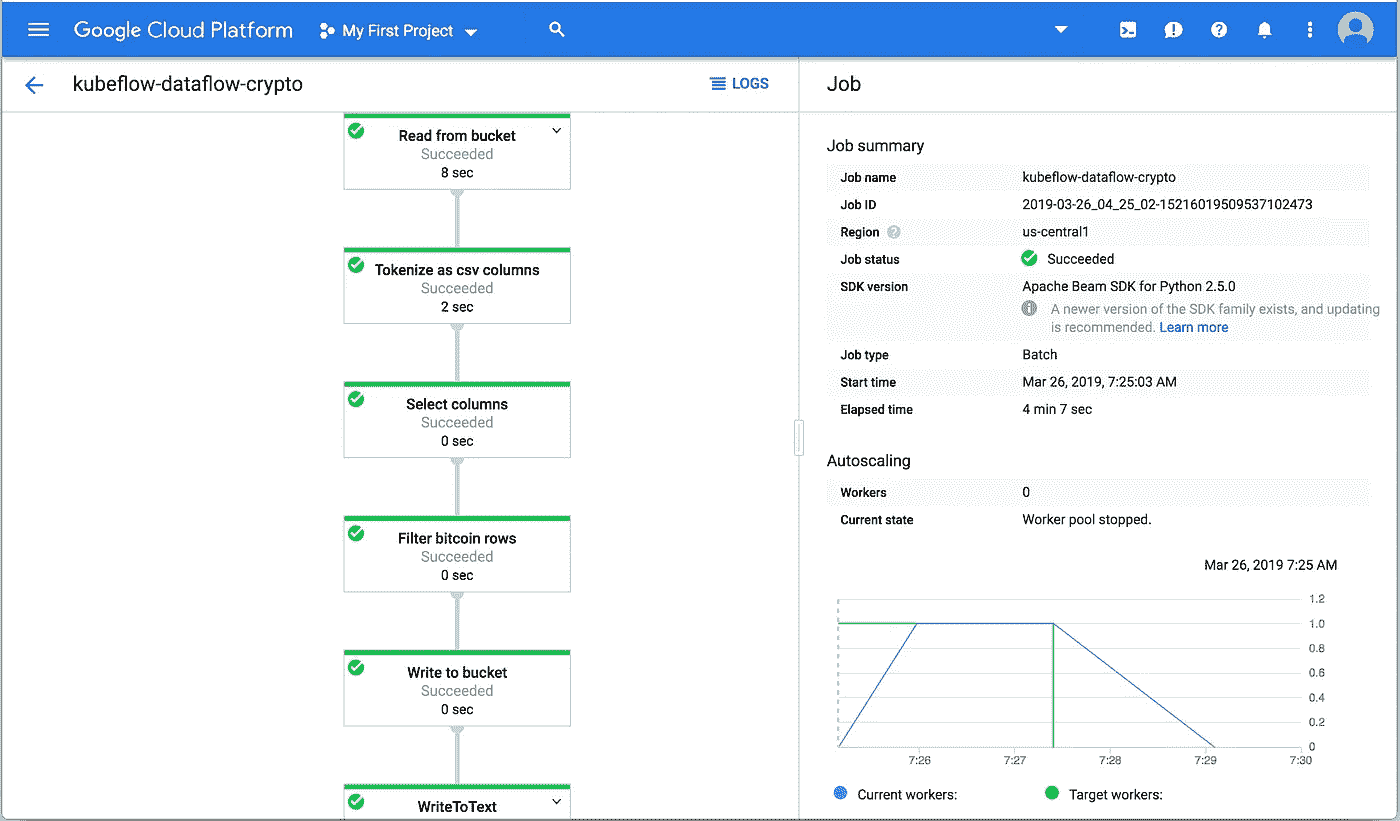 Google Cloud Platform
My First Project
kubeflow-dataflow-crypto
LOGS
Read from bucket
Succeeded
8 sec
Tokenize as csv columns
Succeeded
2 sec
Select columns
Succeeded
0 sec
Filter bitcoin rows
Succeeded
0 sec
Write to bucket
Succeeded
0 sec
WriteToText
Job
Job summary
Job name kubeflow-dataflow-crypto
Job ID 2019-03-26_04_25_02-15216019509537102473
Region us-central1
Job status Succeeded
SDK version Apache Beam SDK for Python 2.5.0
A newer version of the SDK family exists, and updating
is recommended. Learn more
Job type Batch
Start time Mar 26, 2019, 7:25:03 AM
Elapsed time 4 min 7 sec
Autoscaling
Workers 0
Current state Worker pool stopped.
Mar 26, 2019 7:25 AM
1.2
1.0
0.8
0.6
0.4
0.2
0
7:26 7:27 7:28 7:29 7:30
Current workers: Target workers: